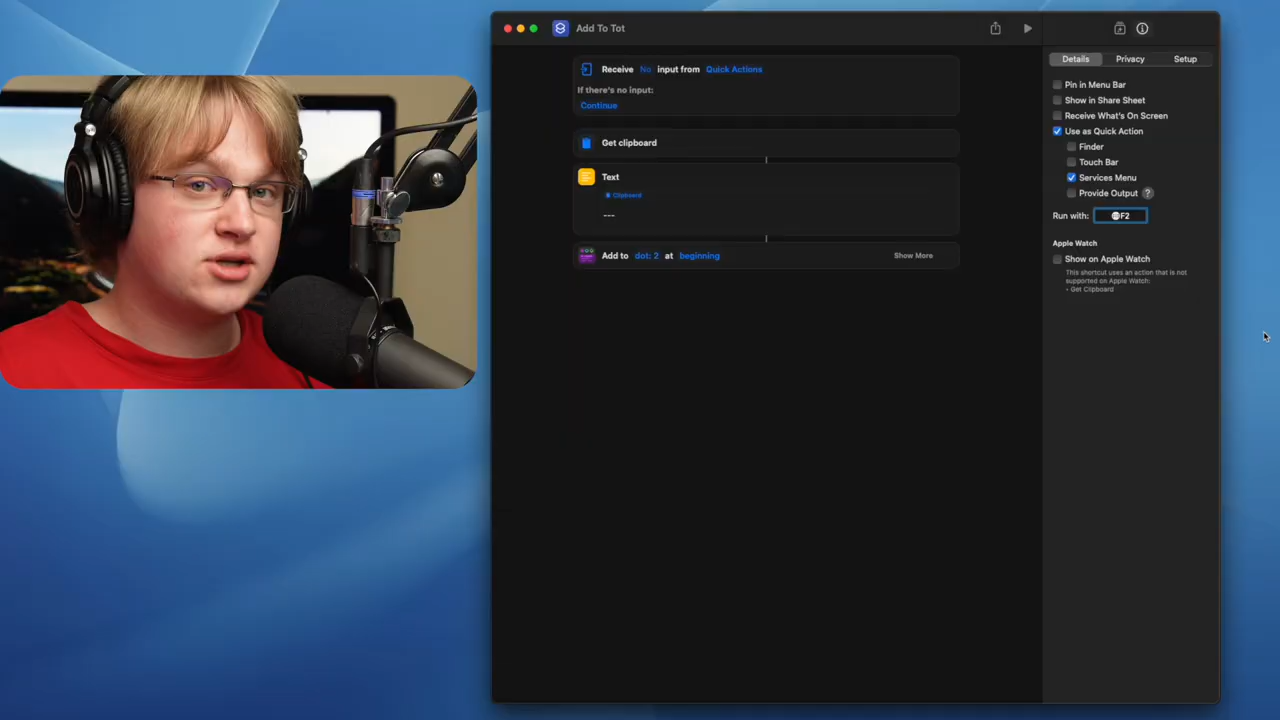 Add To Tot
Receive No input from Quick Actions
If there's no input:
Continue
Get clipboard
Text
Clipboard
---
Add to dot: 2 at beginning Show More
Details Privacy Setup
Pin in Menu Bar
Show in Share Sheet
Receive What's On Screen
Use as Quick Action
Finder
Touch Bar
Services Menu
Provide Output ?
Run with: F2
Apple Watch
Show on Apple Watch
This shortcut uses an action that is not
supported on Apple Watch:
- Get Clipboard